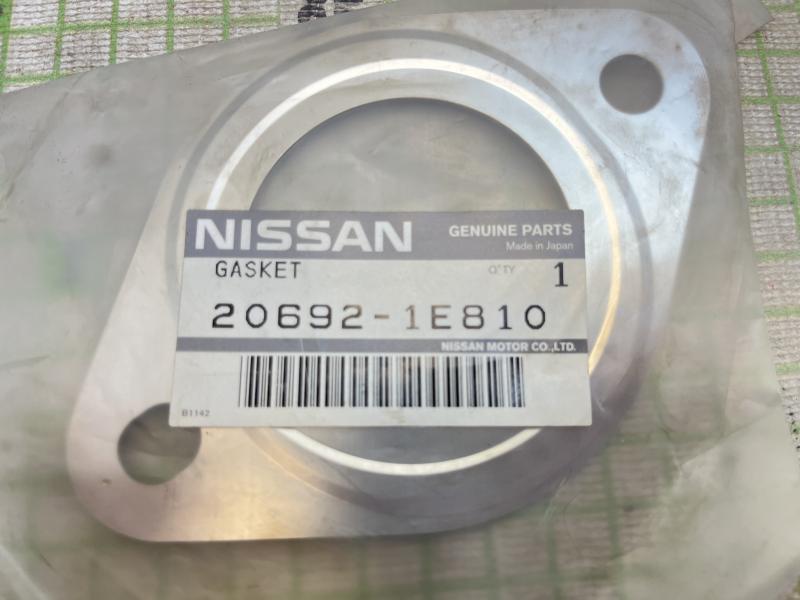 NISSAN GENUINE PARTS
Made in Japan
GASKET Q'TY 1
20692-1E810
NISSAN MOTOR CO.,LTD.
B1142